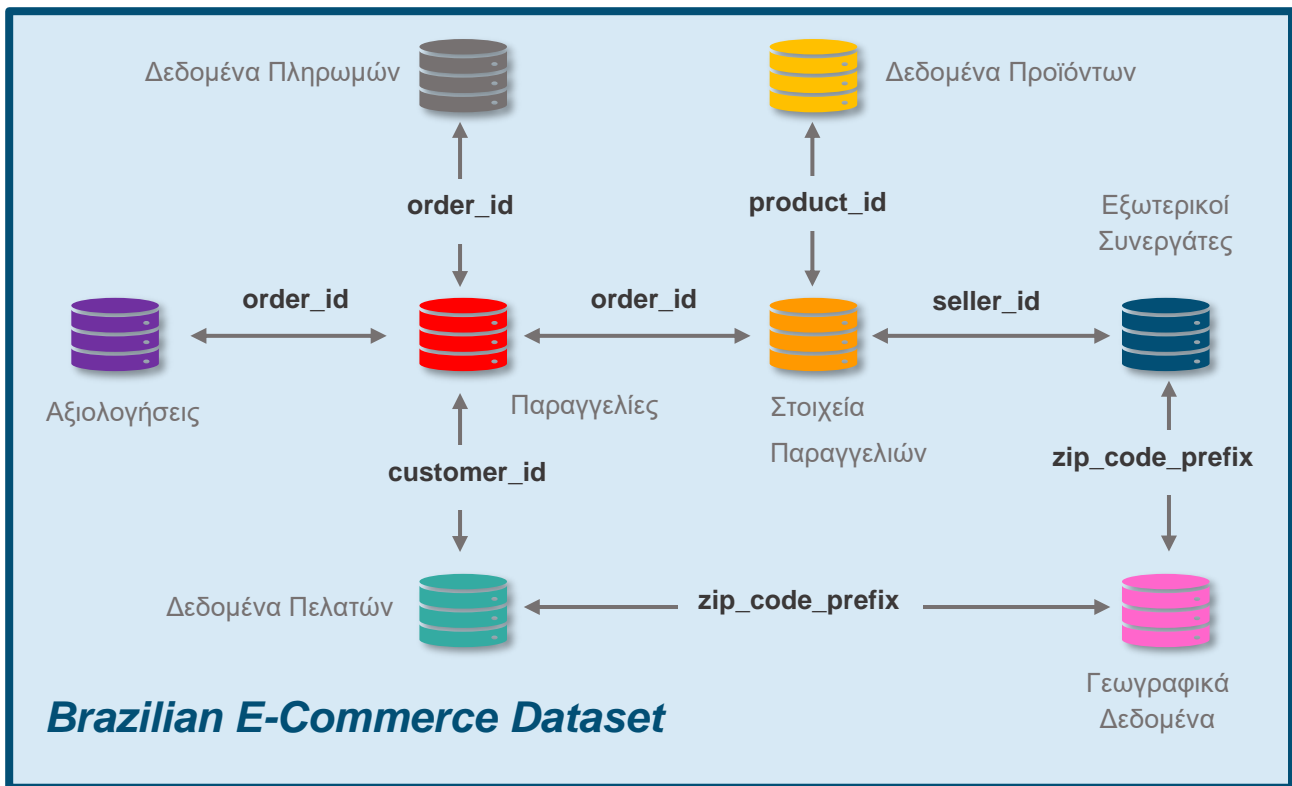 Δεδομένα Πληρωμών
Δεδομένα Προϊόντων
order_id
product_id
Εξωτερικοί
Συνεργάτες
order_id
order_id
seller_id
Αξιολογήσεις
Παραγγελίες
Στοιχεία
Παραγγελιών
customer_id
zip_code_prefix
Δεδομένα Πελατών
zip_code_prefix
Γεωγραφικά
Δεδομένα
Brazilian E-Commerce Dataset